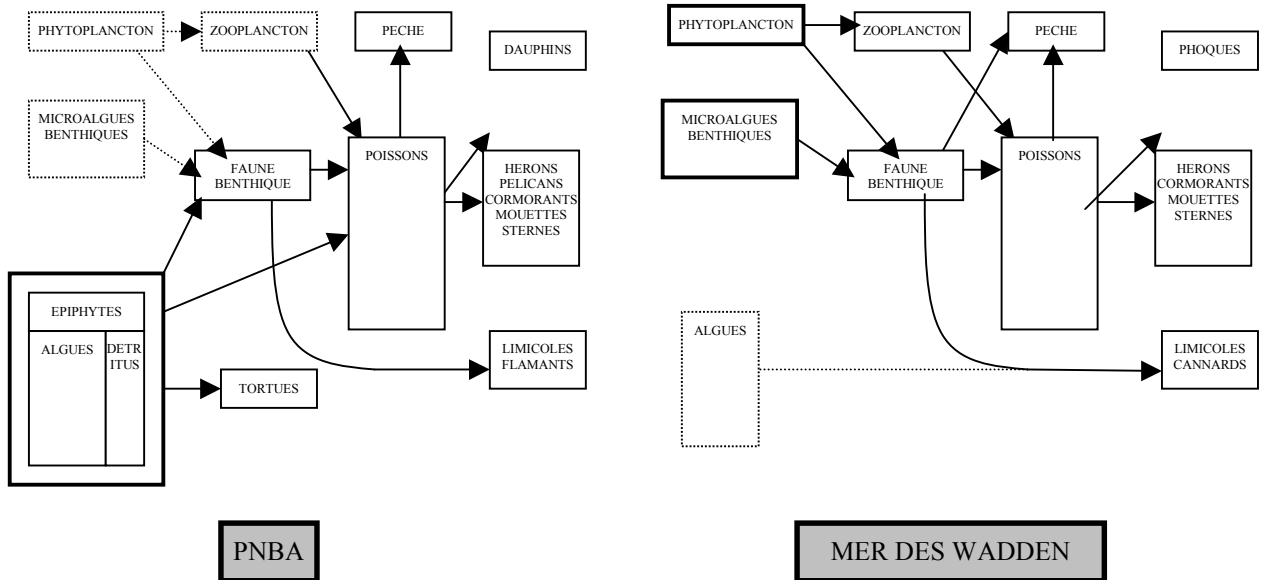 PHYTOPLANCTON
ZOOPLANCTON
PECHE
DAUPHINS
MICROALGUES
BENTHIQUES
FAUNE
BENTHIQUE
POISSONS
HERONS
PELICANS
CORMORANTS
MOUETTES
STERNES
EPIPHYTES
ALGUES
DETR
ITUS
TORTUES
LIMICOLES
FLAMANTS
PNBA
PHYTOPLANCTON
ZOOPLANCTON
PECHE
PHOQUES
MICROALGUES
BENTHIQUES
FAUNE
BENTHIQUE
POISSONS
HERONS
CORMORANTS
MOUETTES
STERNES
ALGUES
LIMICOLES
CANNARDS
MER DES WADDEN